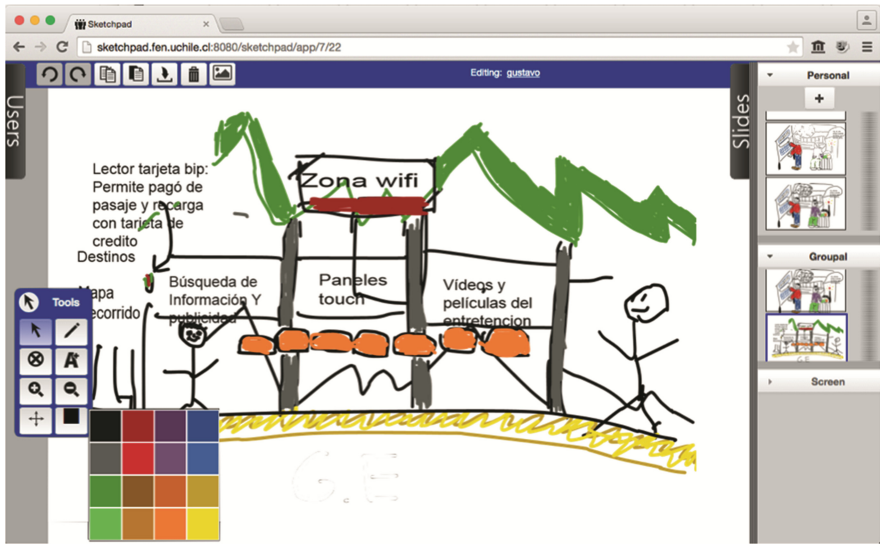 Sketchpad
sketchpad.fen.uchile.cl:8080/sketchpad/app/7/22
Editing: gustavo
Users
Slides
Personal
+
Groupal
Screen
Lector tarjeta bip:
Permite pagó de
pasaje y recarga
con tarjeta de
credito
Destinos
Mapa
recorrido
Zona wifi
Búsqueda de
Información Y
publicidad
Paneles
touch
Vídeos y
películas del
entretencion
Tools
A
G.E